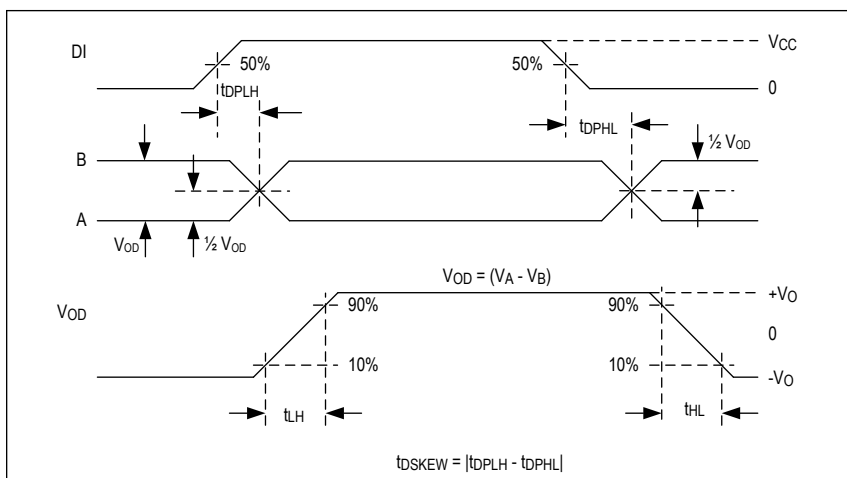 DI
VCC
50%
50%
0
tDPLH
tDPHL
½ VOD
B
A
VOD
½ VOD
VOD = (VA - VB)
VOD
90%
90%
+VO
0
10%
10%
-VO
tLH
tHL
tDSKEW = |tDPLH - tDPHL|